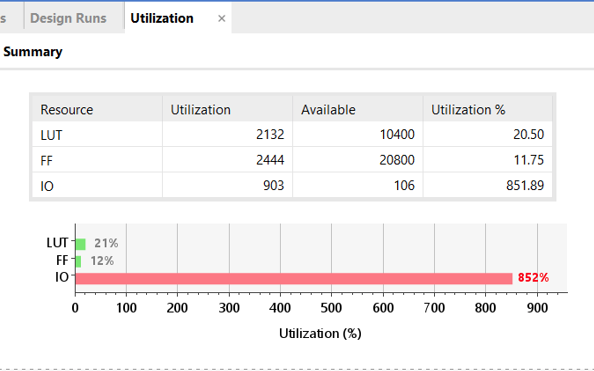 s Design Runs Utilization ×
Summary
Resource Utilization Available Utilization %
LUT 2132 10400 20.50
FF 2444 20800 11.75
IO 903 106 851.89
LUT 21%
FF 12%
IO 852%
0 100 200 300 400 500 600 700 800 900
Utilization (%)